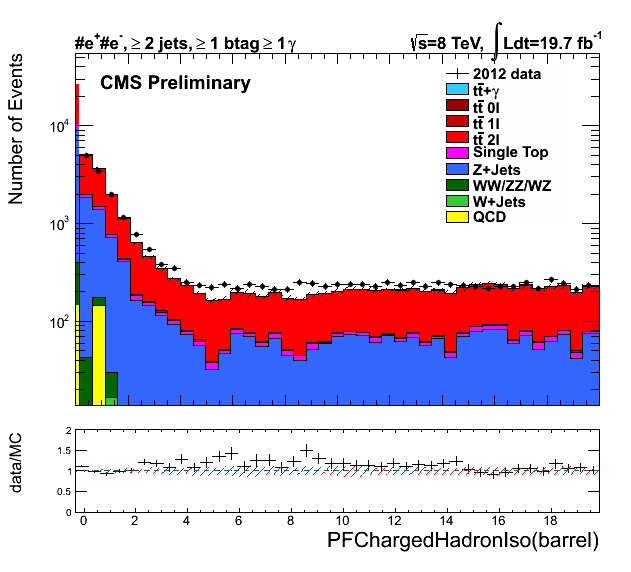 #e⁺#e⁻, ≥ 2 jets, ≥ 1 btag ≥ 1 γ
√s=8 TeV, ∫Ldt=19.7 fb⁻¹
CMS Preliminary
2012 data
tt̄+γ
tt̄ 0l
tt̄ 1l
tt̄ 2l
Single Top
Z+Jets
WW/ZZ/WZ
W+Jets
QCD
Number of Events
10⁴
10³
10²
data/MC
2
1.5
1
0.5
0
0 2 4 6 8 10 12 14 16 18
PFChargedHadronIso(barrel)